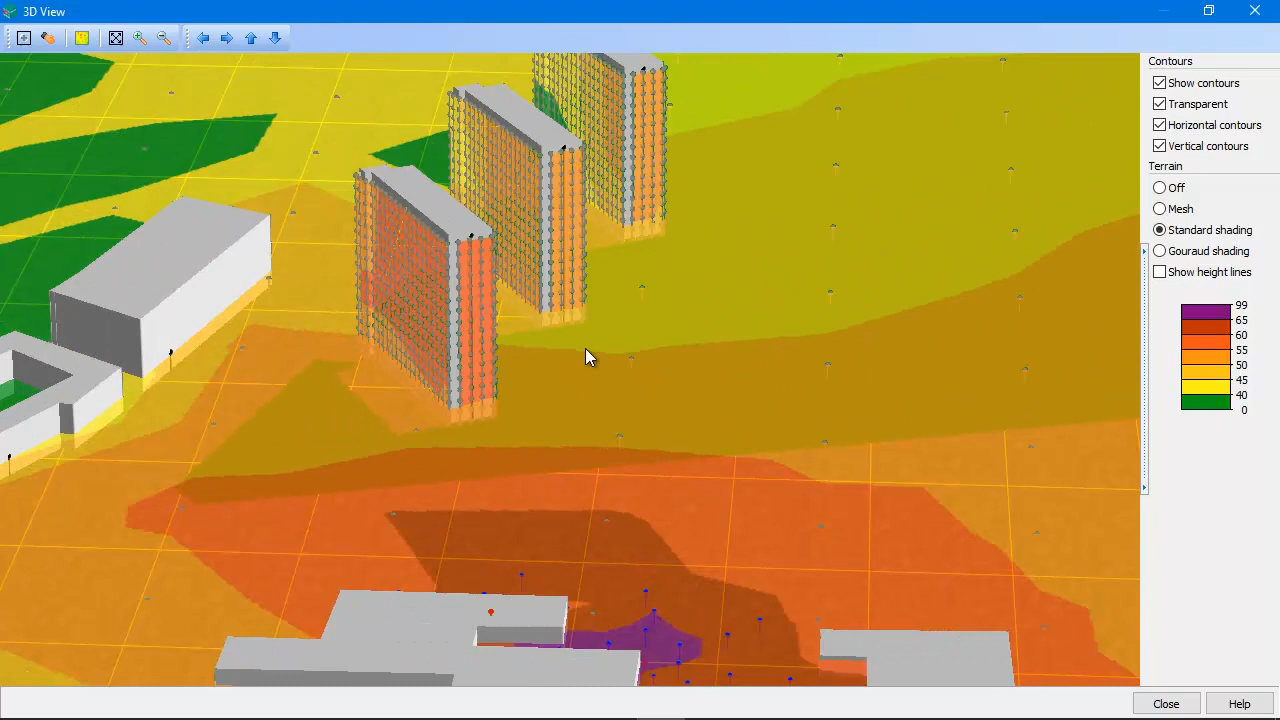 3D View
Contours
Show contours
Transparent
Horizontal contours
Vertical contours
Terrain
Off
Mesh
Standard shading
Gouraud shading
Show height lines
99
65
60
55
50
45
40
0
Close
Help